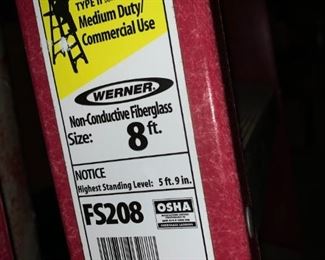 TYPE II
Medium Duty/
Commercial Use
WERNER
Non-Conductive Fiberglass
Size: 8 ft.
NOTICE
Highest Standing Level: 5 ft. 9 in.
FS208
OSHA